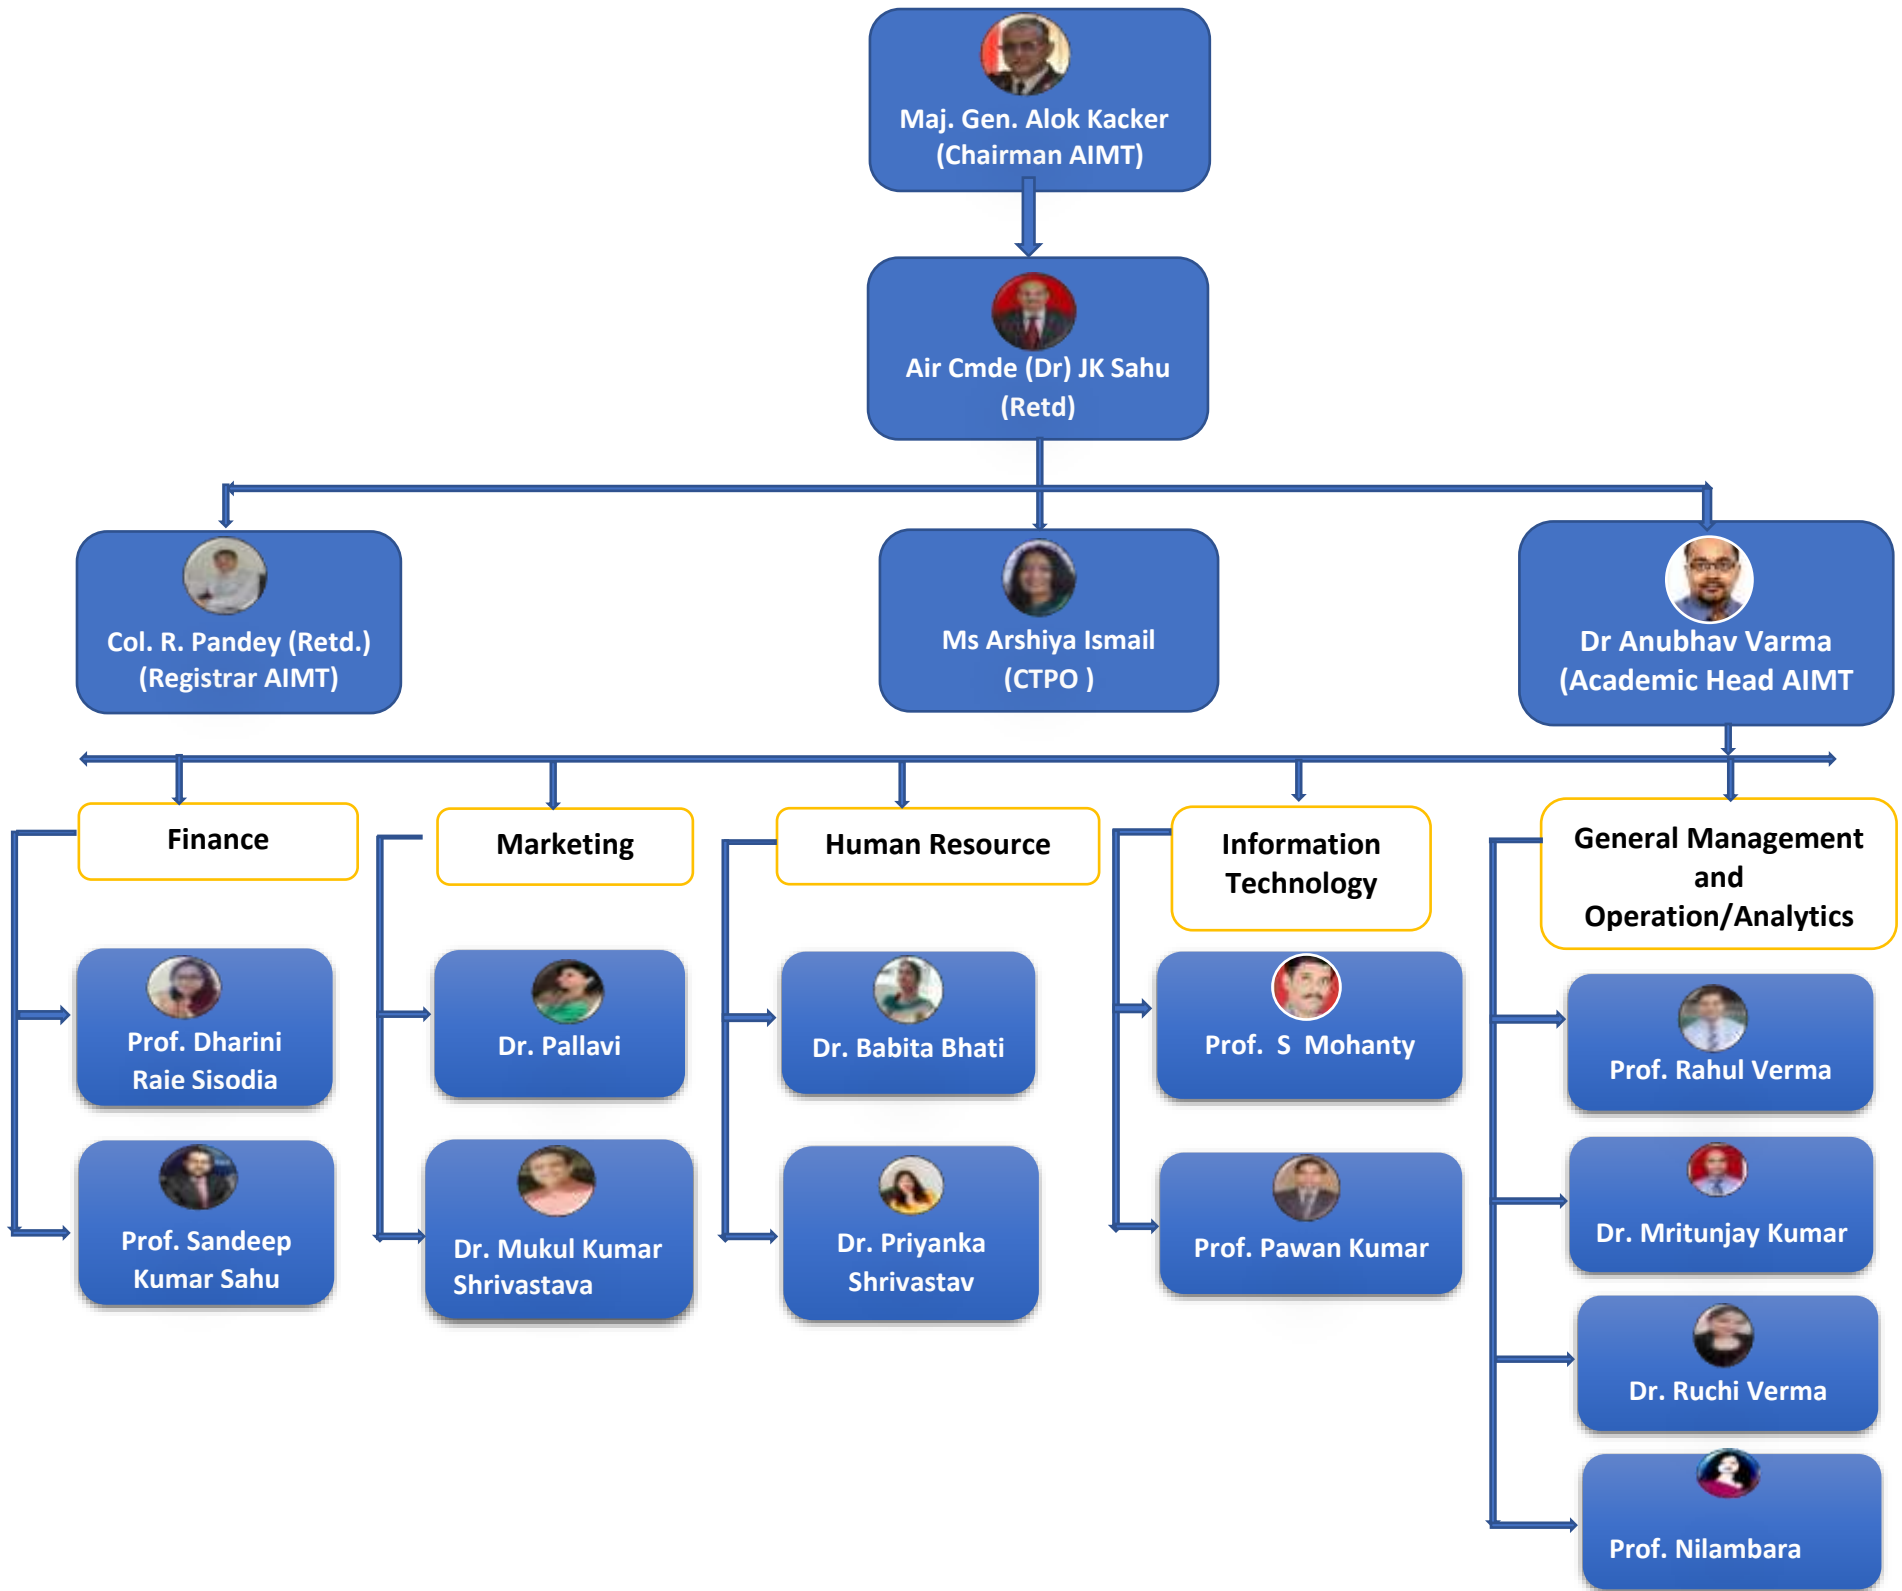 Maj. Gen. Alok Kacker
(Chairman AIMT)
Air Cmde (Dr) JK Sahu
(Retd)
Col. R. Pandey (Retd.)
(Registrar AIMT)
Ms Arshiya Ismail
(CTPO )
Dr Anubhav Varma
(Academic Head AIMT
Finance
Marketing
Human Resource
Information
Technology
General Management
and
Operation/Analytics
Prof. Dharini
Raie Sisodia
Prof. Sandeep
Kumar Sahu
Dr. Pallavi
Dr. Mukul Kumar
Shrivastava
Dr. Babita Bhati
Dr. Priyanka
Shrivastav
Prof.  S  Mohanty
Prof. Pawan Kumar
Prof. Rahul Verma
Dr. Mritunjay Kumar
Dr. Ruchi Verma
Prof. Nilambara